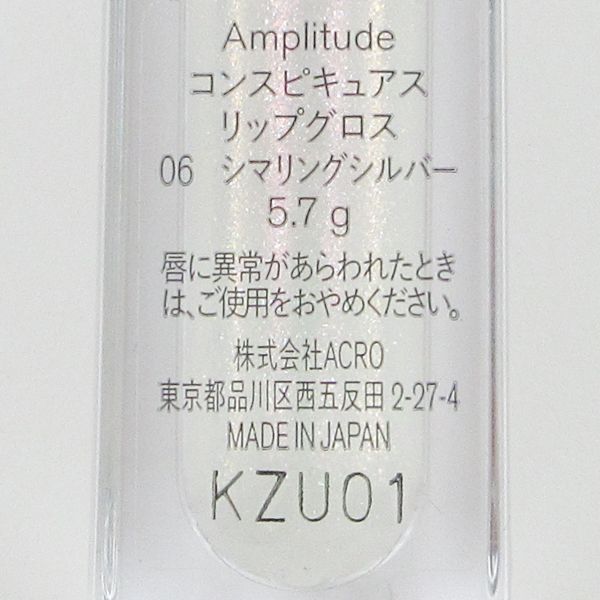 Amplitude
コンスピキュアス
リップグロス
06 シマリングシルバー
5.7 g
唇に異常があらわれたとき
は、ご使用をおやめください。
株式会社ACRO
東京都品川区西五反田 2-27-4
MADE IN JAPAN
KZU01